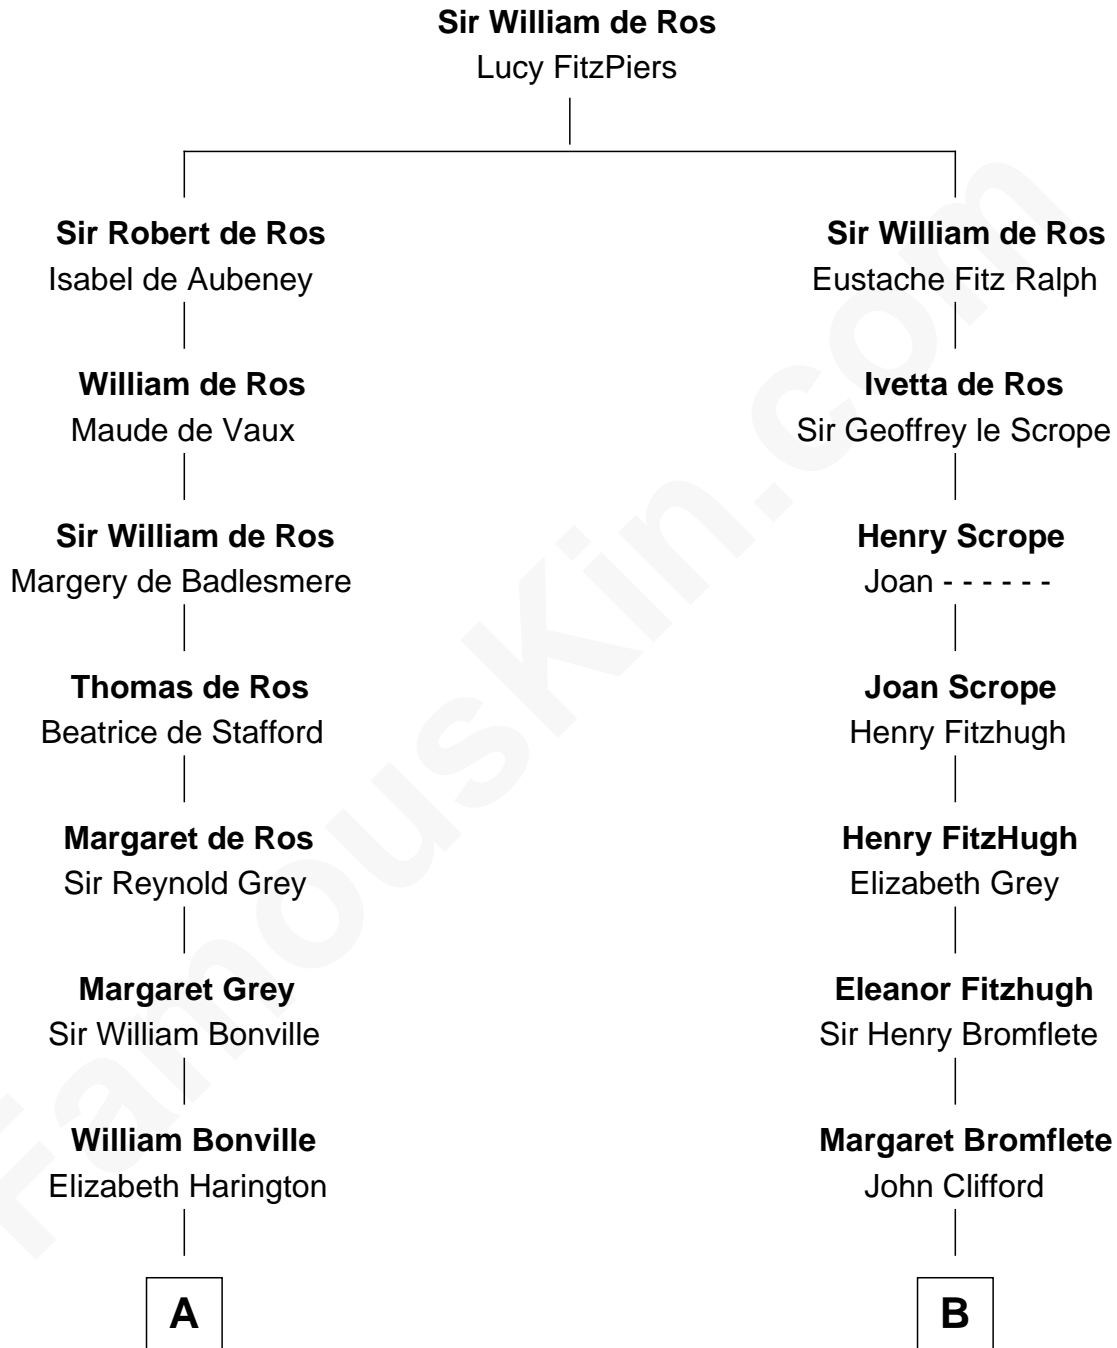 Sir William de Ros
Lucy FitzPiers
Sir Robert de Ros
Isabel de Aubeney
William de Ros
Maude de Vaux
Sir William de Ros
Margery de Badlesmere
Thomas de Ros
Beatrice de Stafford
Margaret de Ros
Sir Reynold Grey
Margaret Grey
Sir William Bonville
William Bonville
Elizabeth Harington
A
Sir William de Ros
Eustache Fitz Ralph
Ivetta de Ros
Sir Geoffrey le Scrope
Henry Scrope
Joan - - - - - -
Joan Scrope
Henry Fitzhugh
Henry FitzHugh
Elizabeth Grey
Eleanor Fitzhugh
Sir Henry Bromflete
Margaret Bromflete
John Clifford
B
FamousKin.com